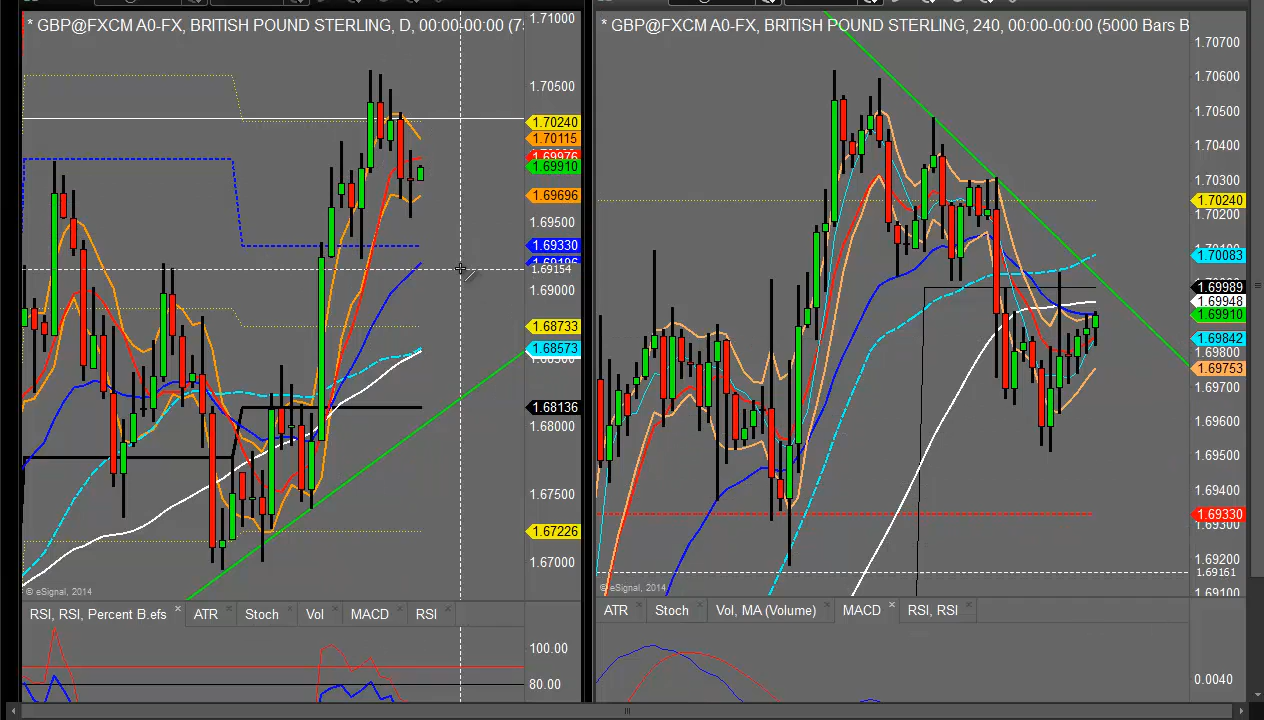 * GBP@FXCM A0-FX, BRITISH POUND STERLING, D, 00:00-00:00 (7
1.71000
1.70500
1.70240
1.70115
1.69976
1.69910
1.69696
1.69500
1.69330
1.69154
1.69000
1.68733
1.68573
1.68136
1.68000
1.67500
1.67226
1.67000
© eSignal, 2014
RSI, RSI, Percent B.efs
ATR
Stoch
Vol
MACD
RSI
100.00
80.00
* GBP@FXCM A0-FX, BRITISH POUND STERLING, 240, 00:00-00:00 (5000 Bars B
1.70700
1.70600
1.70500
1.70400
1.70300
1.70240
1.70200
1.70083
1.69989
1.69948
1.69910
1.69842
1.69800
1.69753
1.69700
1.69600
1.69500
1.69400
1.69330
1.69300
1.69200
1.69161
1.69100
© eSignal, 2014
ATR
Stoch
Vol, MA (Volume)
MACD
RSI, RSI
0.0040